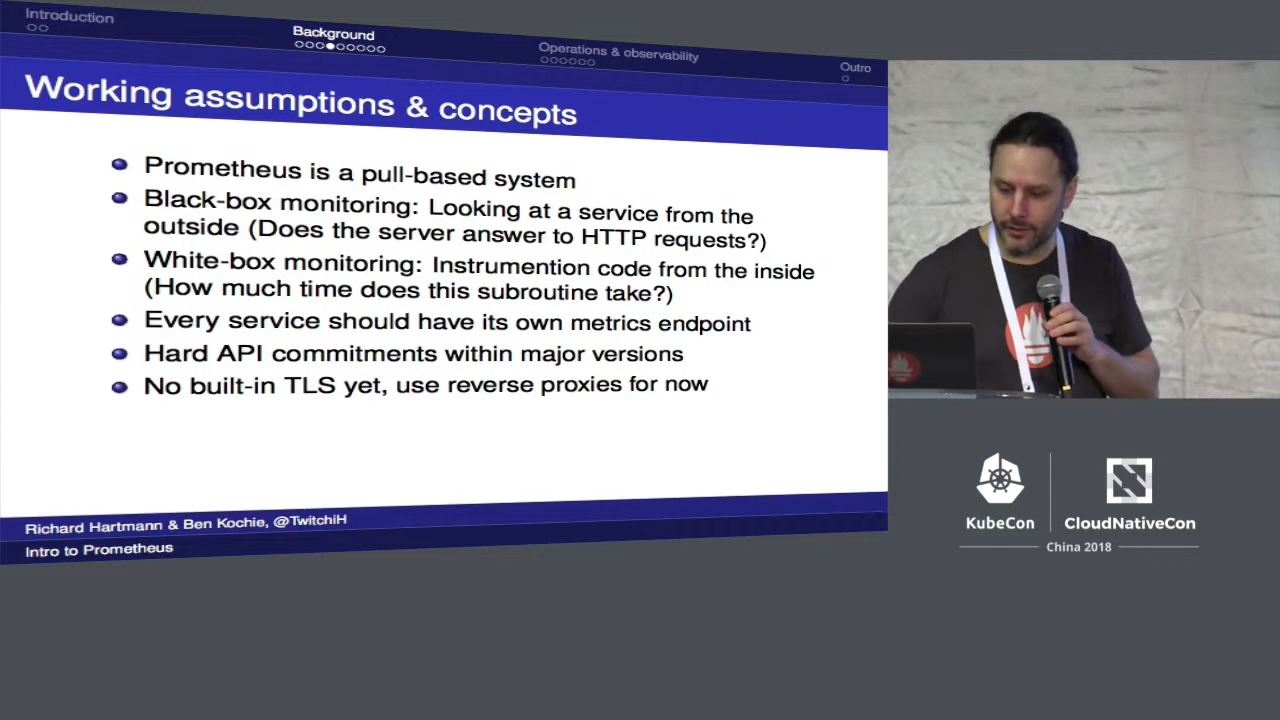 Introduction
Background
Operations & observability
Outro
Working assumptions & concepts
Prometheus is a pull-based system
Black-box monitoring: Looking at a service from the
outside (Does the server answer to HTTP requests?)
White-box monitoring: Instrumention code from the inside
(How much time does this subroutine take?)
Every service should have its own metrics endpoint
Hard API commitments within major versions
No built-in TLS yet, use reverse proxies for now
Richard Hartmann & Ben Kochie, @TwitchiH
Intro to Prometheus
KubeCon
CloudNativeCon
China 2018